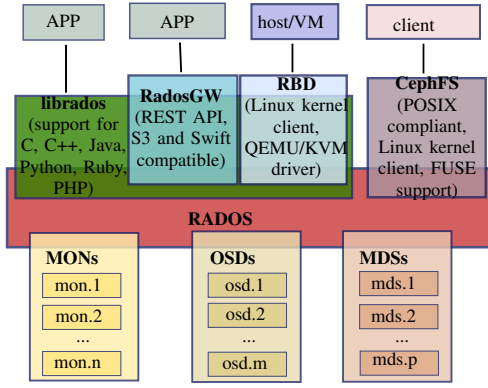 APP
APP
host/VM
client
librados
(support for
C, C++, Java,
Python, Ruby,
PHP)
RadosGW
(REST API,
S3 and Swift
compatible)
RBD
(Linux kernel
client,
QEMU/KVM
driver)
CephFS
(POSIX
compliant,
Linux kernel
client, FUSE
support)
RADOS
MONs
mon.1
mon.2
...
mon.n
OSDs
osd.1
osd.2
...
osd.m
MDSs
mds.1
mds.2
...
mds.p